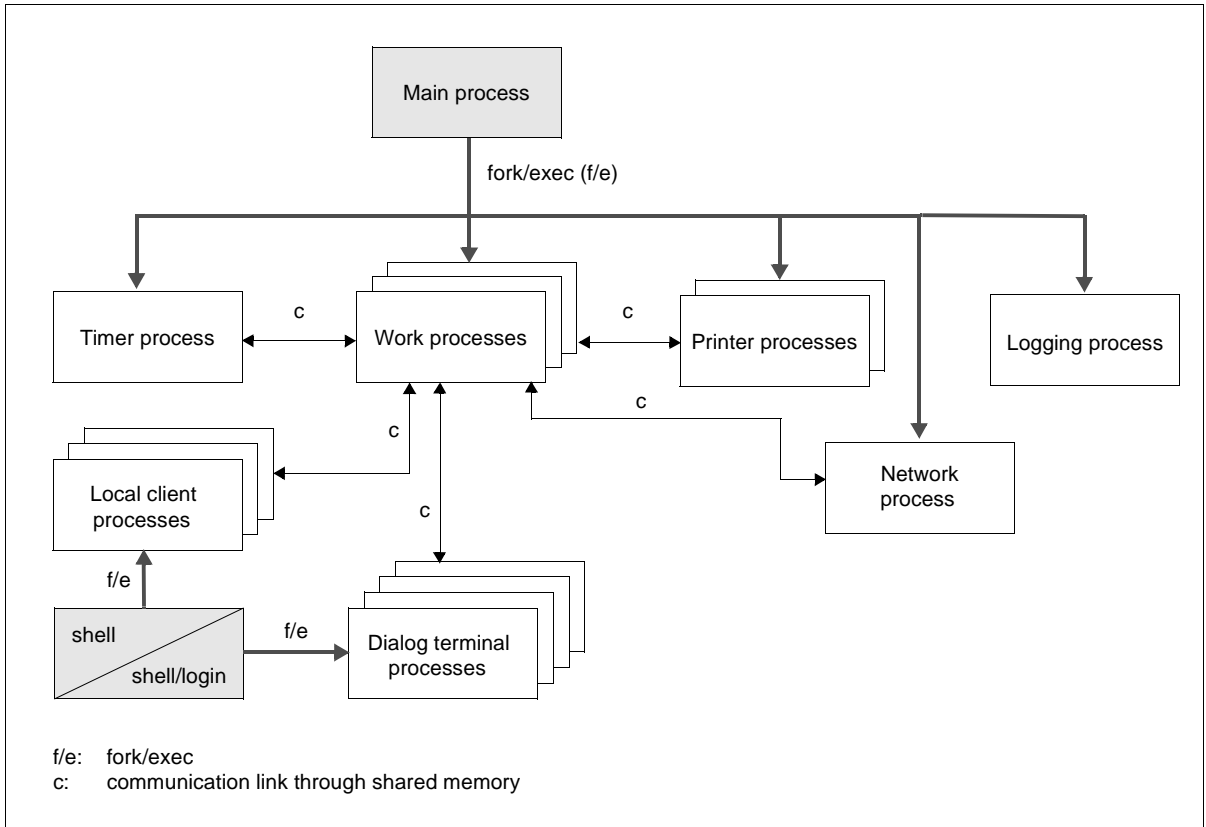 Main process
fork/exec (f/e)
Timer process
c
Work processes
c
Printer processes
Logging process
c
c
Network
process
Local client
processes
c
f/e
shell
shell/login
f/e
Dialog terminal
processes
f/e: fork/exec
c: communication link through shared memory